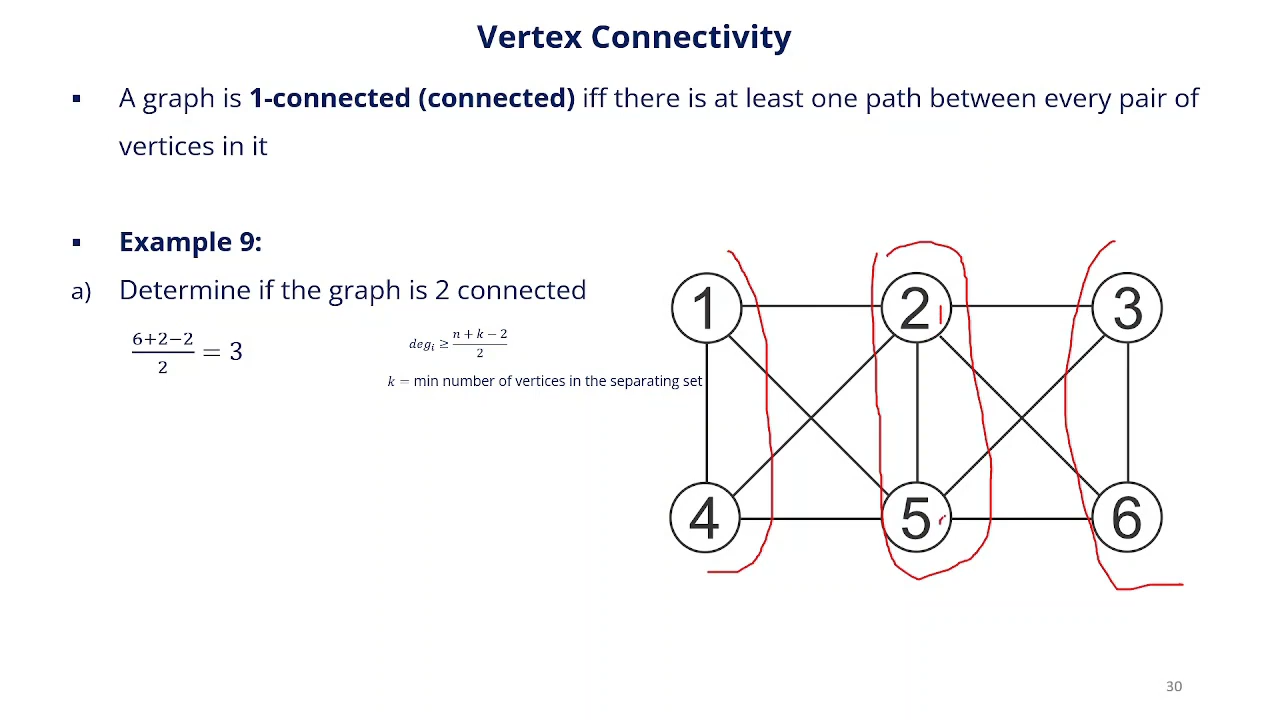 Vertex Connectivity
▪ A graph is 1-connected (connected) iff there is at least one path between every pair of
vertices in it
▪ Example 9:
a) Determine if the graph is 2 connected
6+2−2
2
= 3
deg_i ≥ n + k − 2
2
k = min number of vertices in the separating set
1 2 3
4 5 6
30